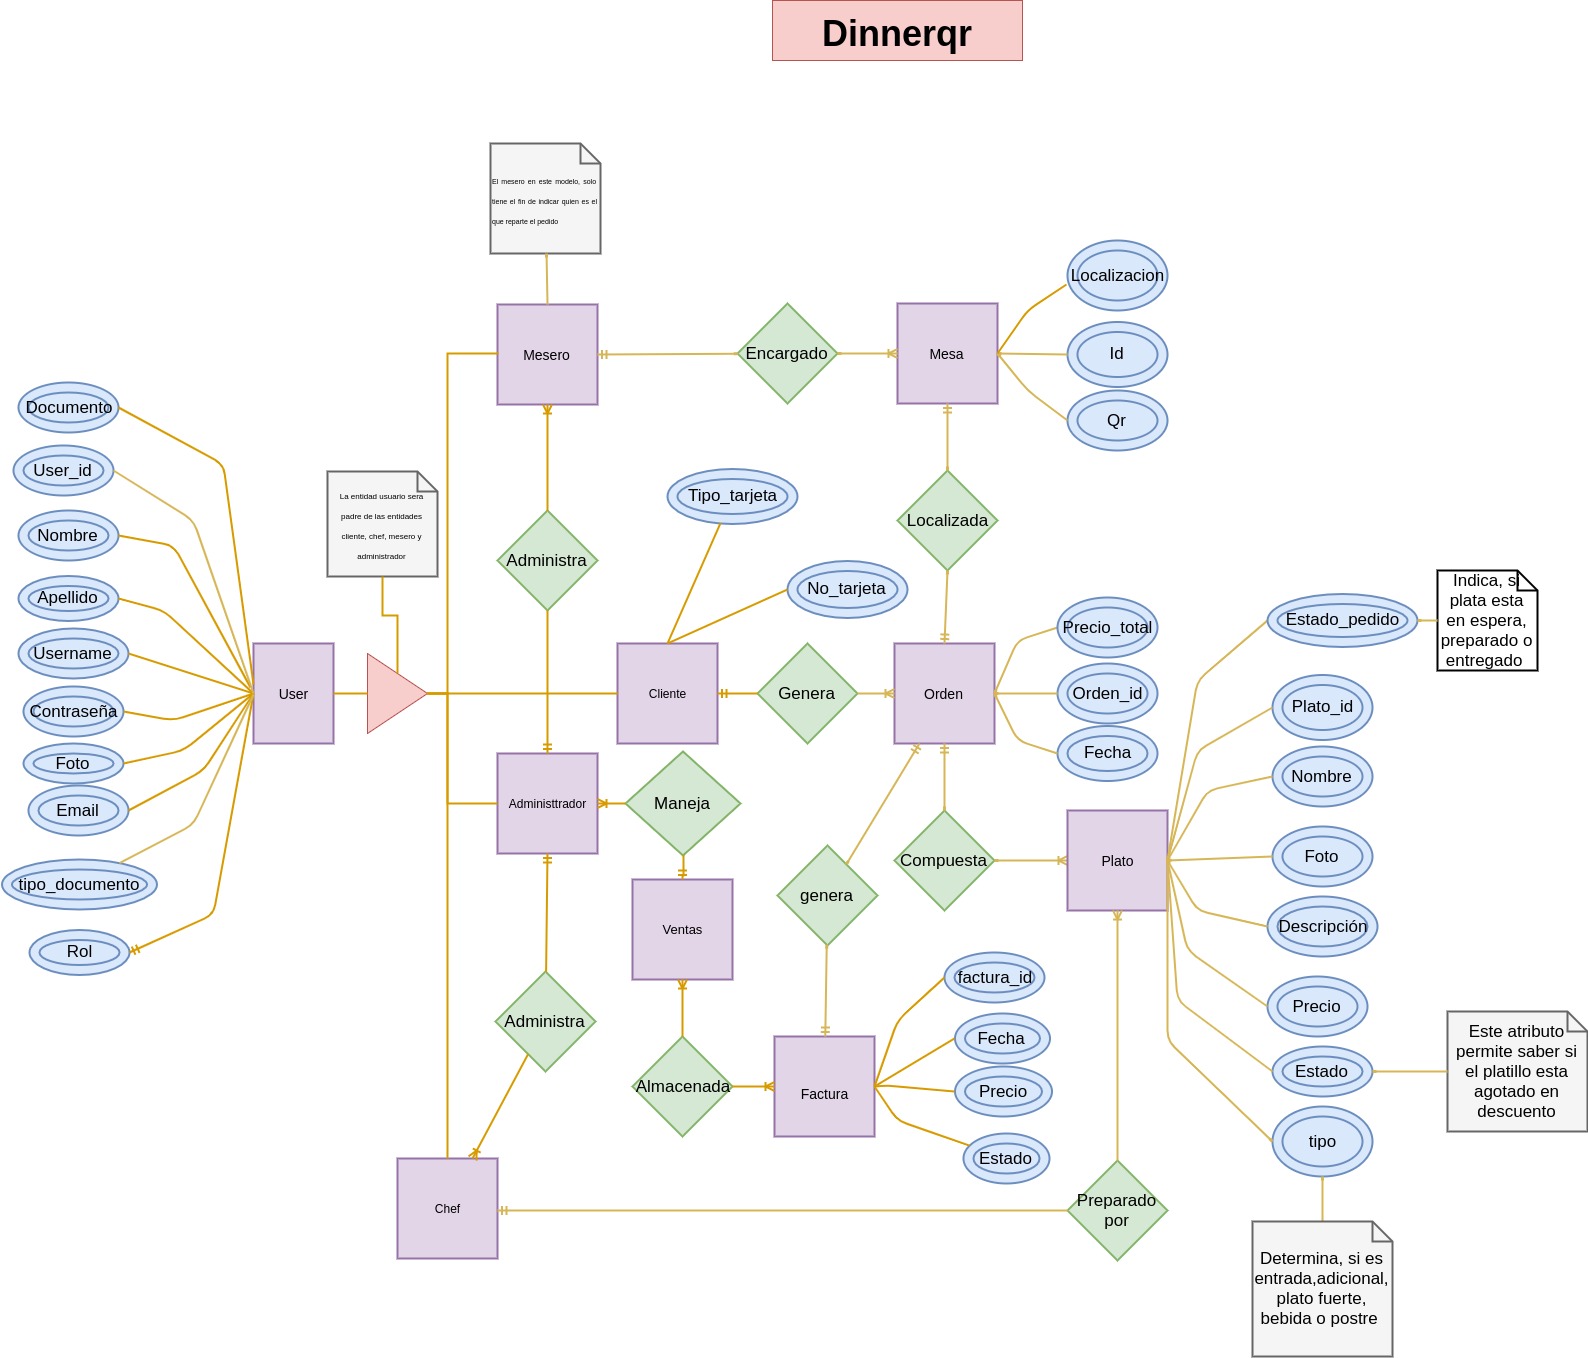 Dinnerqr
El mesero en este modelo, solo
tiene el fin de indicar quien es el
que reparte el pedido
Localizacion
Mesero
Encargado
Mesa
Id
Qr
Documento
User_id
Nombre
Apellido
Username
Contraseña
Foto
Email
tipo_documento
Rol
La entidad usuario sera
padre de las entidades
cliente, chef, mesero y
administrador
User
Administra
Tipo_tarjeta
No_tarjeta
Localizada
Cliente
Genera
Orden
Precio_total
Orden_id
Fecha
Estado_pedido
Indica, si
plata esta
en espera,
preparado o
entregado
Plato_id
Nombre
Foto
Descripción
Precio
Estado
tipo
Administtrador
Maneja
Compuesta
Plato
genera
Ventas
Administra
Almacenada
Factura
factura_id
Fecha
Precio
Estado
Este atributo
permite saber si
el platillo esta
agotado en
descuento
Chef
Preparado
por
Determina, si es
entrada,adicional,
plato fuerte,
bebida o postre